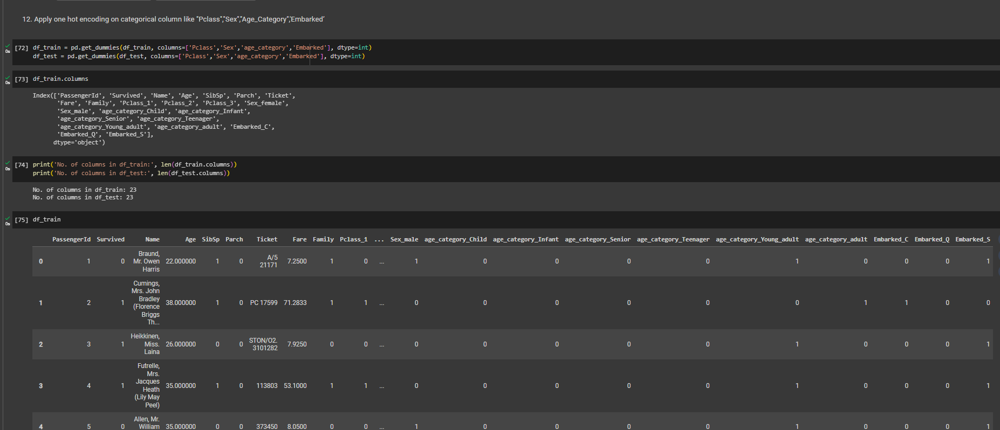 12. Apply one hot encoding on categorical column like "Pclass","Sex","Age_Category",'Embarked'
0s
[72] df_train = pd.get_dummies(df_train, columns=['Pclass','Sex','age_category','Embarked'], dtype=int)
df_test = pd.get_dummies(df_test, columns=['Pclass','Sex','age_category','Embarked'], dtype=int)
0s
[73] df_train.columns
Index(['PassengerId', 'Survived', 'Name', 'Age', 'SibSp', 'Parch', 'Ticket',
'Fare', 'Family', 'Pclass_1', 'Pclass_2', 'Pclass_3', 'Sex_female',
'Sex_male', 'age_category_Child', 'age_category_Infant',
'age_category_Senior', 'age_category_Teenager',
'age_category_Young_adult', 'age_category_adult', 'Embarked_C',
'Embarked_Q', 'Embarked_S'],
dtype='object')
0s
[74] print('No. of columns in df_train:', len(df_train.columns))
print('No. of columns in df_test:', len(df_test.columns))
No. of columns in df_train: 23
No. of columns in df_test: 23
0s
[75] df_train
PassengerId Survived Name Age SibSp Parch Ticket Fare Family Pclass_1 ... Sex_male age_category_Child age_category_Infant age_category_Senior age_category_Teenager age_category_Young_adult age_category_adult Embarked_C Embarked_Q Embarked_S
0 1 0 Braund, Mr. Owen Harris 22.000000 1 0 A/5 21171 7.2500 1 0 ... 1 0 0 0 0 1 0 0 0 1
1 2 1 Cumings, Mrs. John Bradley (Florence Briggs Th... 38.000000 1 0 PC 17599 71.2833 1 1 ... 0 0 0 0 0 0 1 1 0 0
2 3 1 Heikkinen, Miss. Laina 26.000000 0 0 STON/O2. 3101282 7.9250 0 0 ... 0 0 0 0 0 1 0 0 0 1
3 4 1 Futrelle, Mrs. Jacques Heath (Lily May Peel) 35.000000 1 0 113803 53.1000 1 1 ... 0 0 0 0 0 1 0 0 0 1
4 5 0 Allen, Mr. William 35.000000 0 0 373450 8.0500 0 0 ... 1 0 0 0 0 1 0 0 0 1